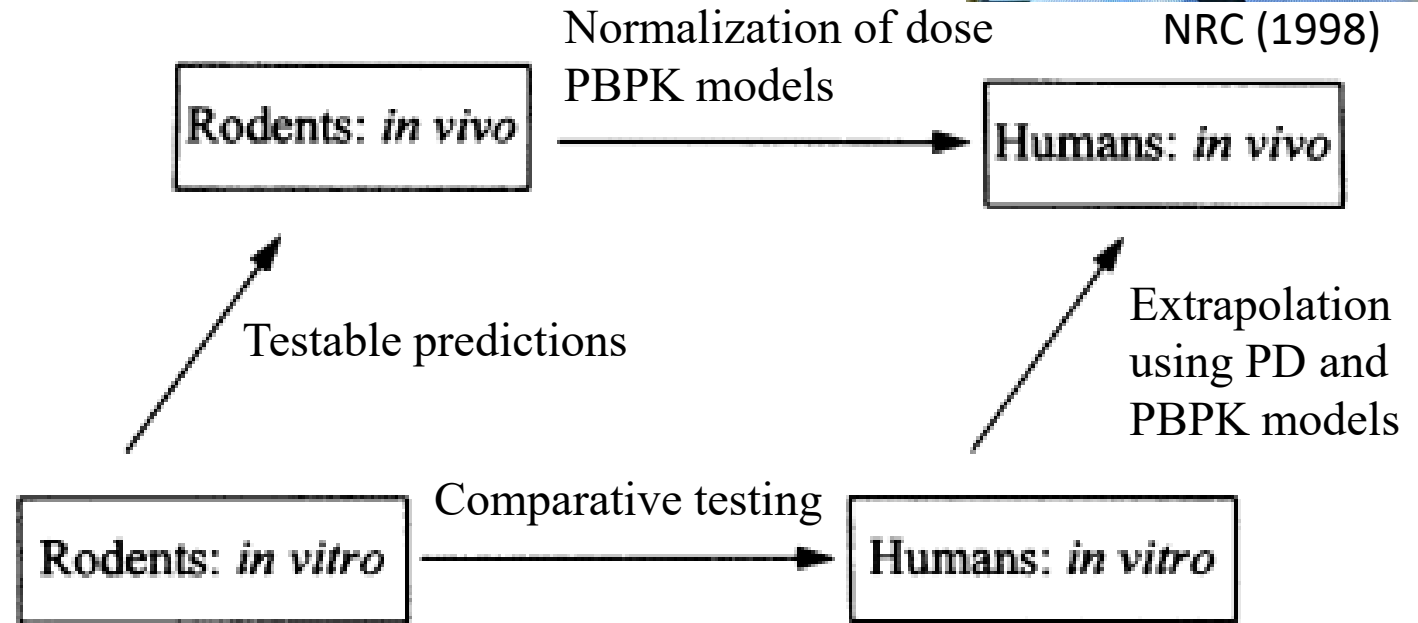 Normalization of dose
PBPK models
NRC (1998)
Rodents: in vivo
Humans: in vivo
Testable predictions
Extrapolation
using PD and
PBPK models
Comparative testing
Rodents: in vitro
Humans: in vitro